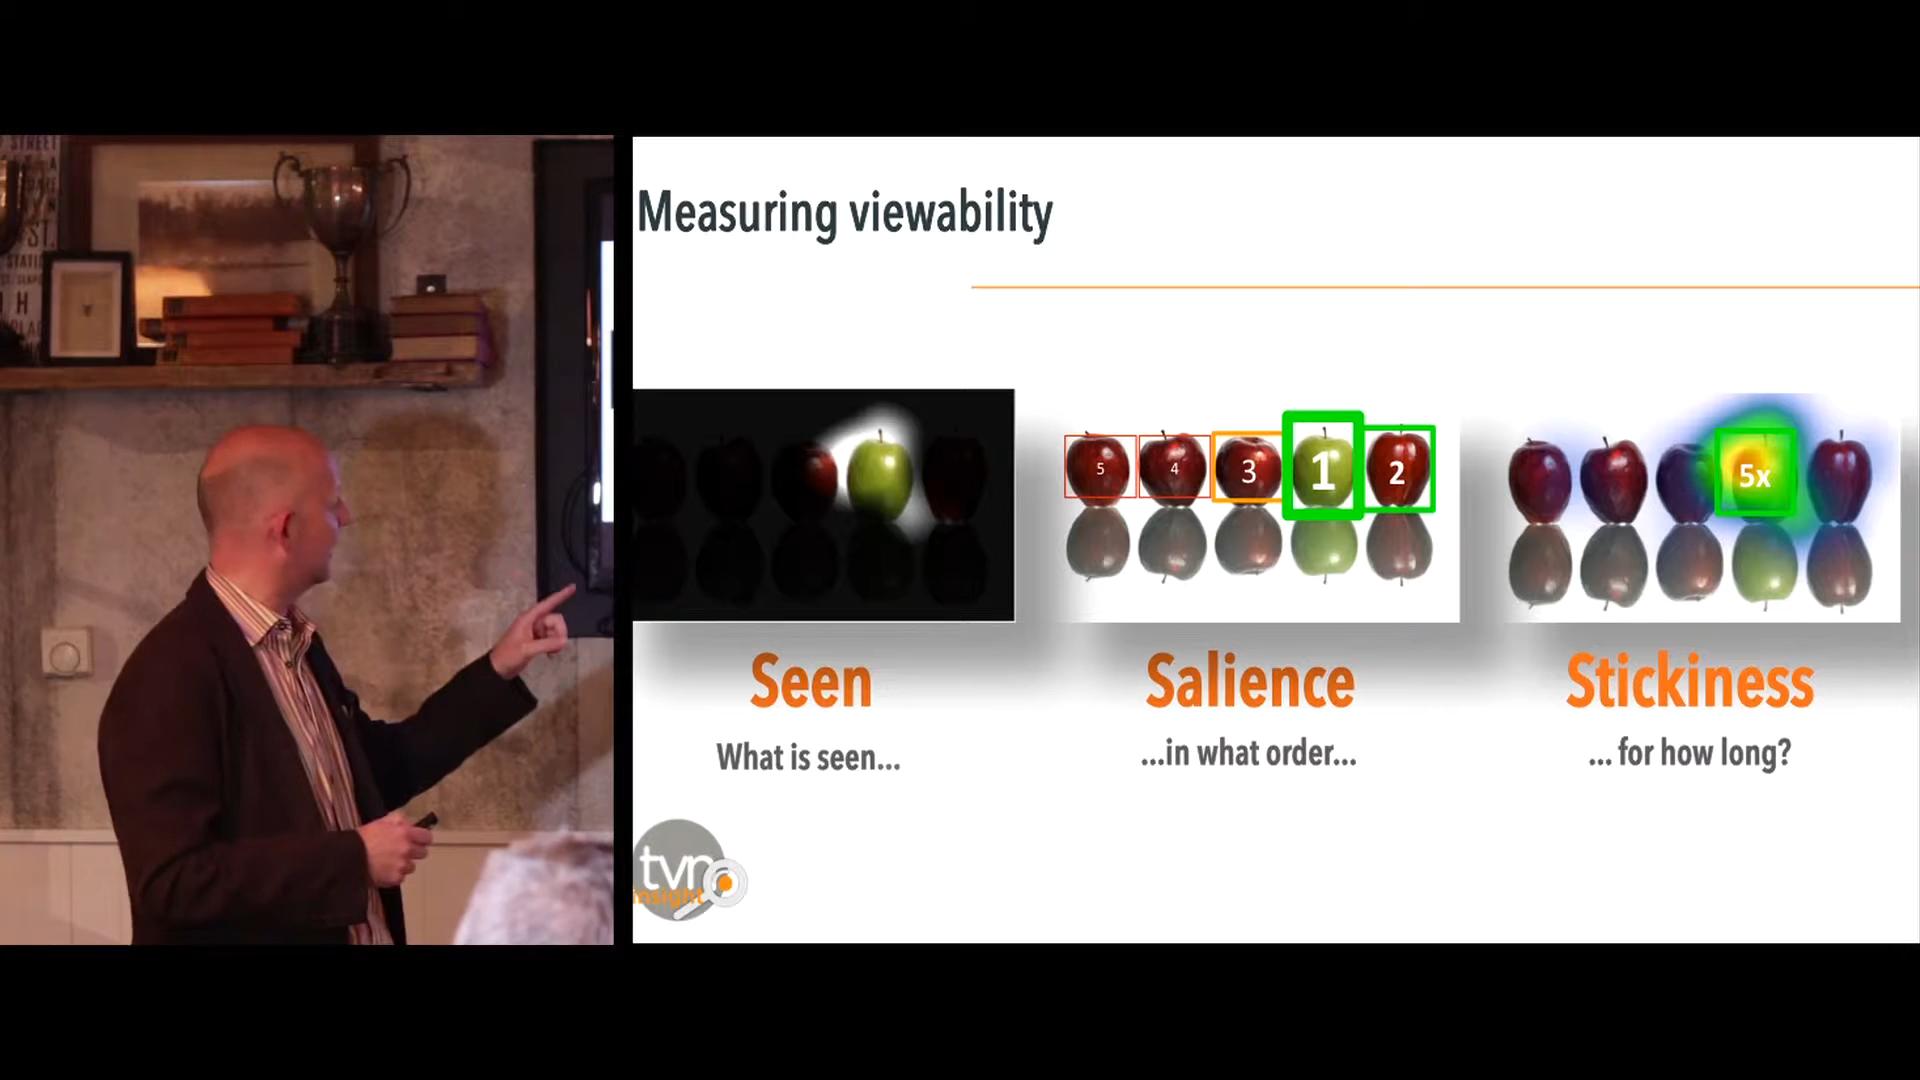 STREET
Measuring viewability
5
4
3
1
2
5x
Seen
Salience
Stickiness
What is seen...
...in what order...
... for how long?
tvn
insight